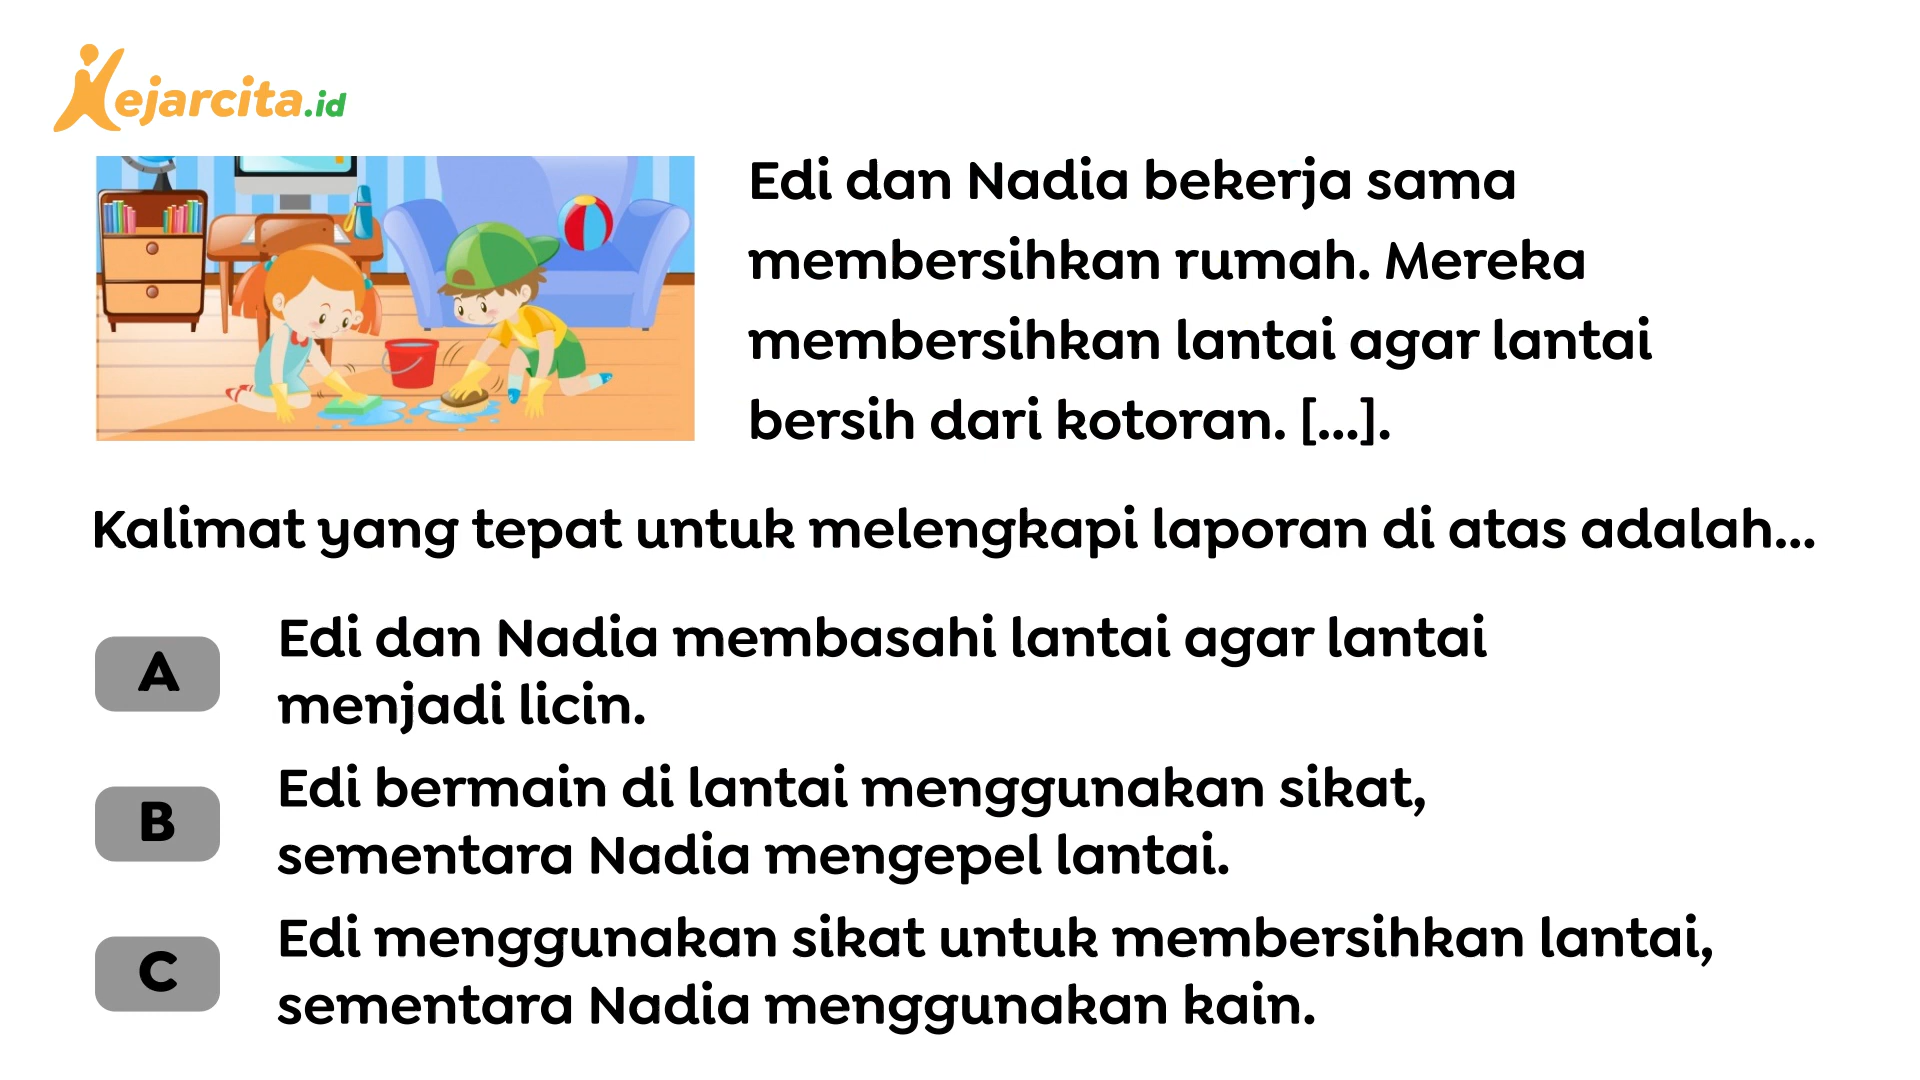 Kejarcita.id
Edi dan Nadia bekerja sama
membersihkan rumah. Mereka
membersihkan lantai agar lantai
bersih dari kotoran. [...].
Kalimat yang tepat untuk melengkapi laporan di atas adalah...
A
Edi dan Nadia membasahi lantai agar lantai
menjadi licin.
B
Edi bermain di lantai menggunakan sikat,
sementara Nadia mengepel lantai.
C
Edi menggunakan sikat untuk membersihkan lantai,
sementara Nadia menggunakan kain.